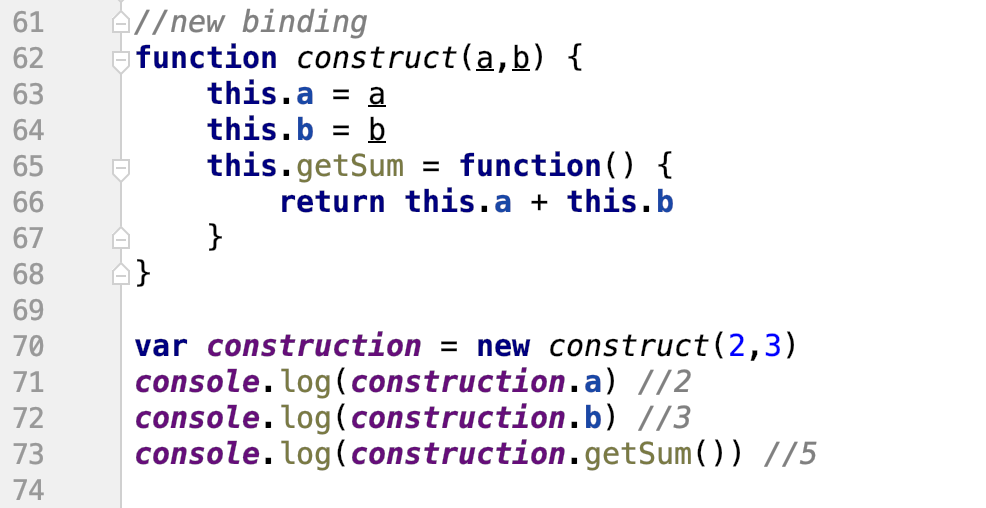 61 //new binding
62 function construct(a,b) {
63     this.a = a
64     this.b = b
65     this.getSum = function() {
66         return this.a + this.b
67     }
68 }
69
70 var construction = new construct(2,3)
71 console.log(construction.a) //2
72 console.log(construction.b) //3
73 console.log(construction.getSum()) //5
74